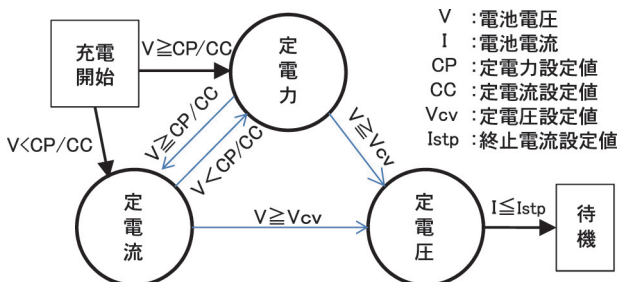 充電
開始
V≧CP/CC
定電力
V<CP/CC
V≧CP/CC
V<CP/CC
V≧Vcv
定電流
V≧Vcv
定電圧
I≦Istp
待機
V :電池電圧
I :電池電流
CP :定電力設定値
CC :定電流設定値
Vcv :定電圧設定値
Istp :終止電流設定値